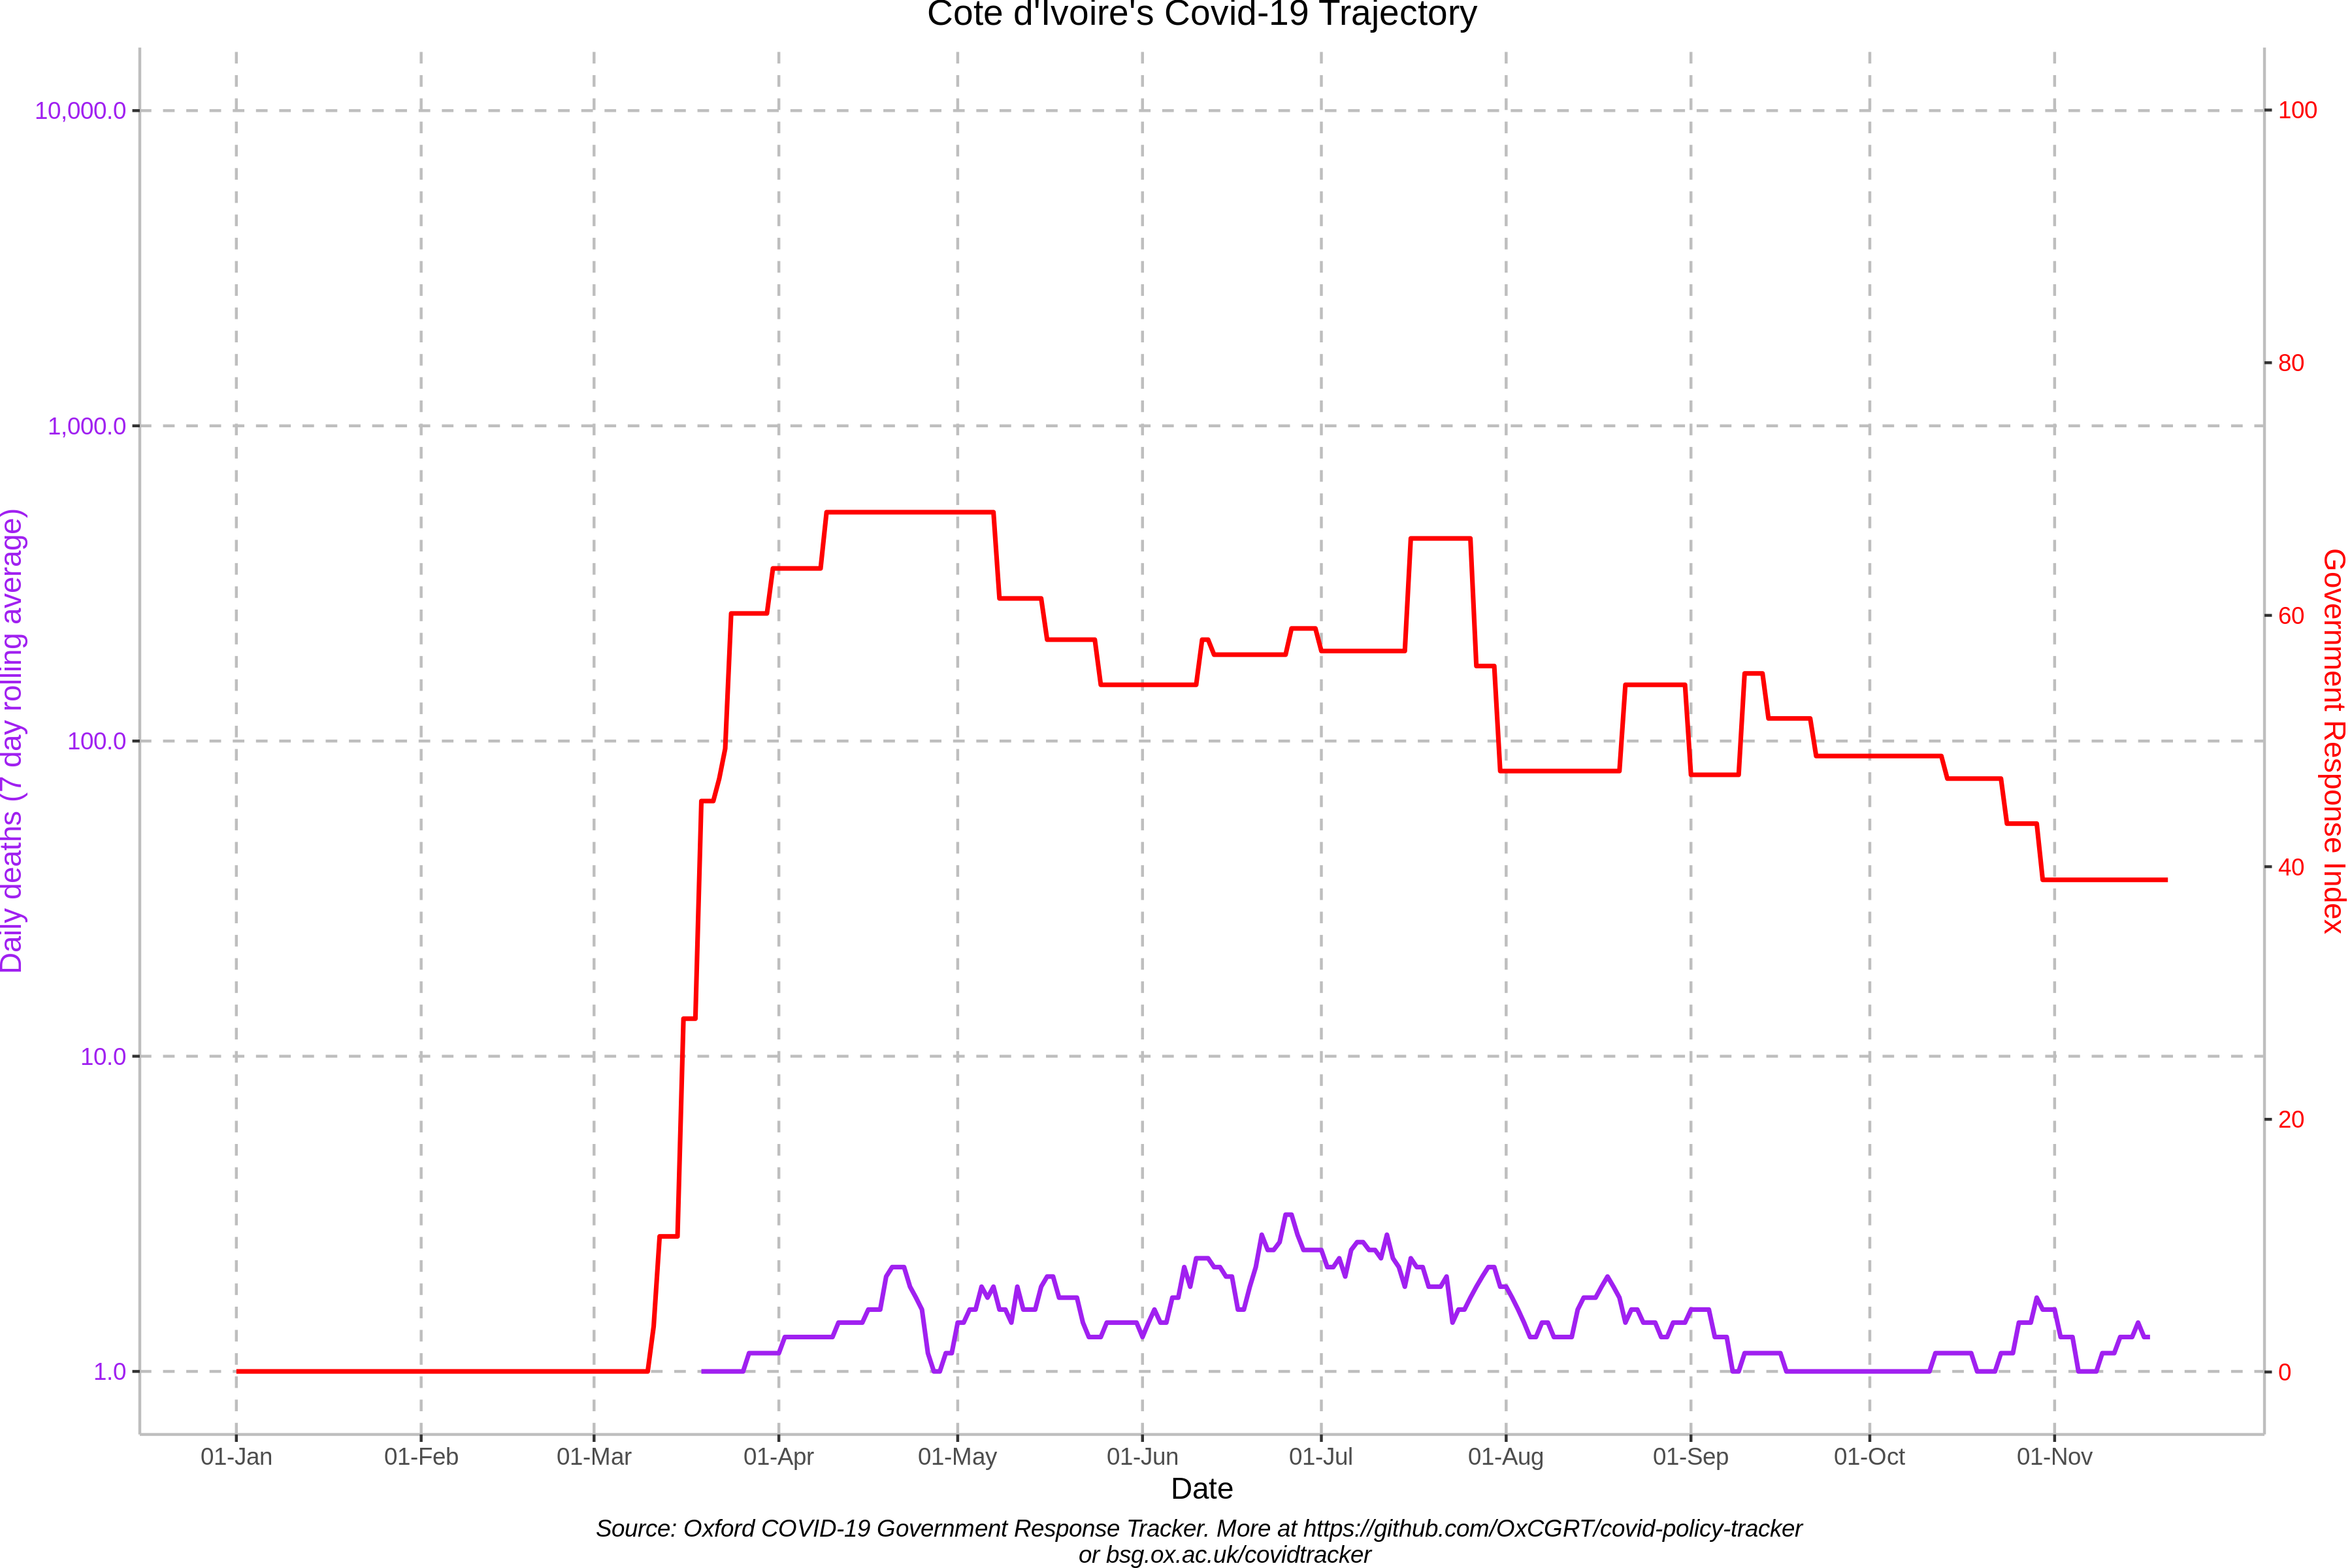 Cote d'Ivoire's Covid-19 Trajectory
10,000.0
1,000.0
100.0
10.0
1.0
Daily deaths (7 day rolling average)
100
80
60
40
20
0
Government Response Index
01-Jan 01-Feb 01-Mar 01-Apr 01-May 01-Jun 01-Jul 01-Aug 01-Sep 01-Oct 01-Nov
Date
Source: Oxford COVID-19 Government Response Tracker. More at https://github.com/OxCGRT/covid-policy-tracker
or bsg.ox.ac.uk/covidtracker